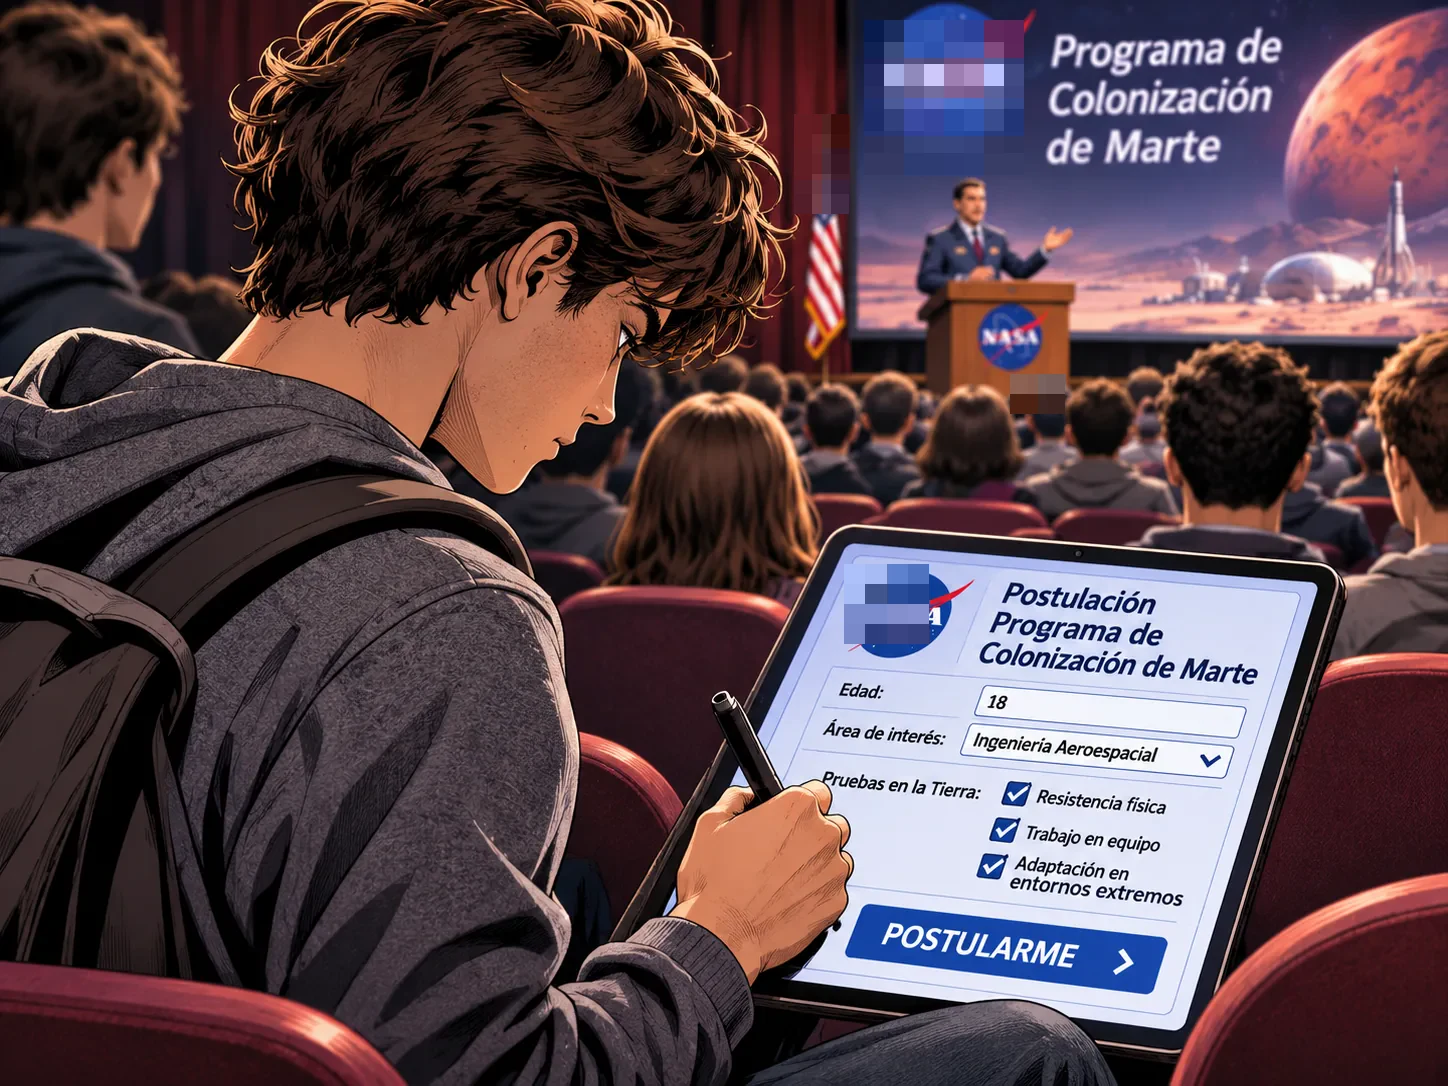 Programa de
Colonización
de Marte
NASA
Postulación
Programa de
Colonización de Marte
Edad:
18
Área de interés:
Ingeniería Aeroespacial
Pruebas en la Tierra:
Resistencia física
Trabajo en equipo
Adaptación en
entornos extremos
POSTULARME